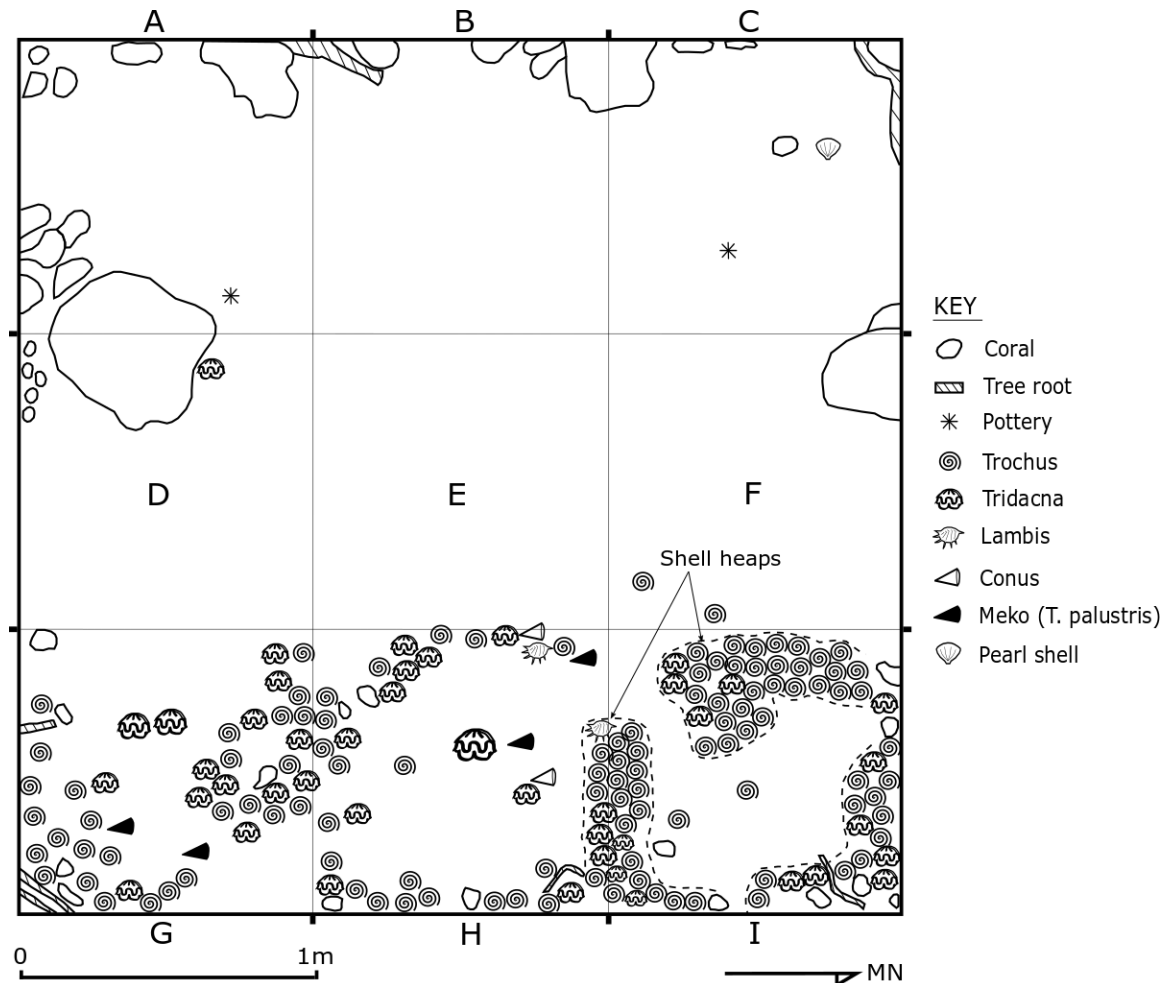 A B C
KEY
Coral
Tree root
Pottery
Trochus
D E F
Tridacna
Lambis
Shell heaps
Conus
Meko (T. palustris)
Pearl shell
G H I
0 1m
MN